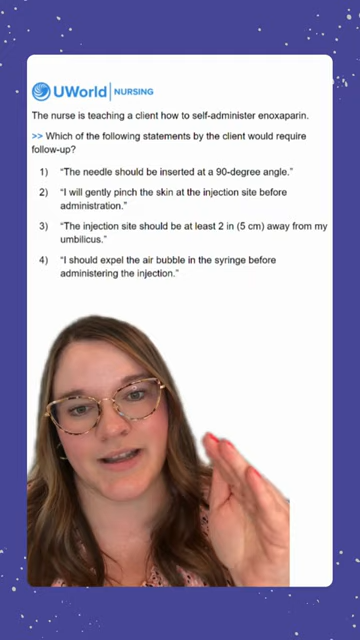 UWorld | NURSING
The nurse is teaching a client how to self-administer enoxaparin.
>> Which of the following statements by the client would require
follow-up?
1) "The needle should be inserted at a 90-degree angle."
2) "I will gently pinch the skin at the injection site before
administration."
3) "The injection site should be at least 2 in (5 cm) away from my
umbilicus."
4) "I should expel the air bubble in the syringe before
administering the injection."